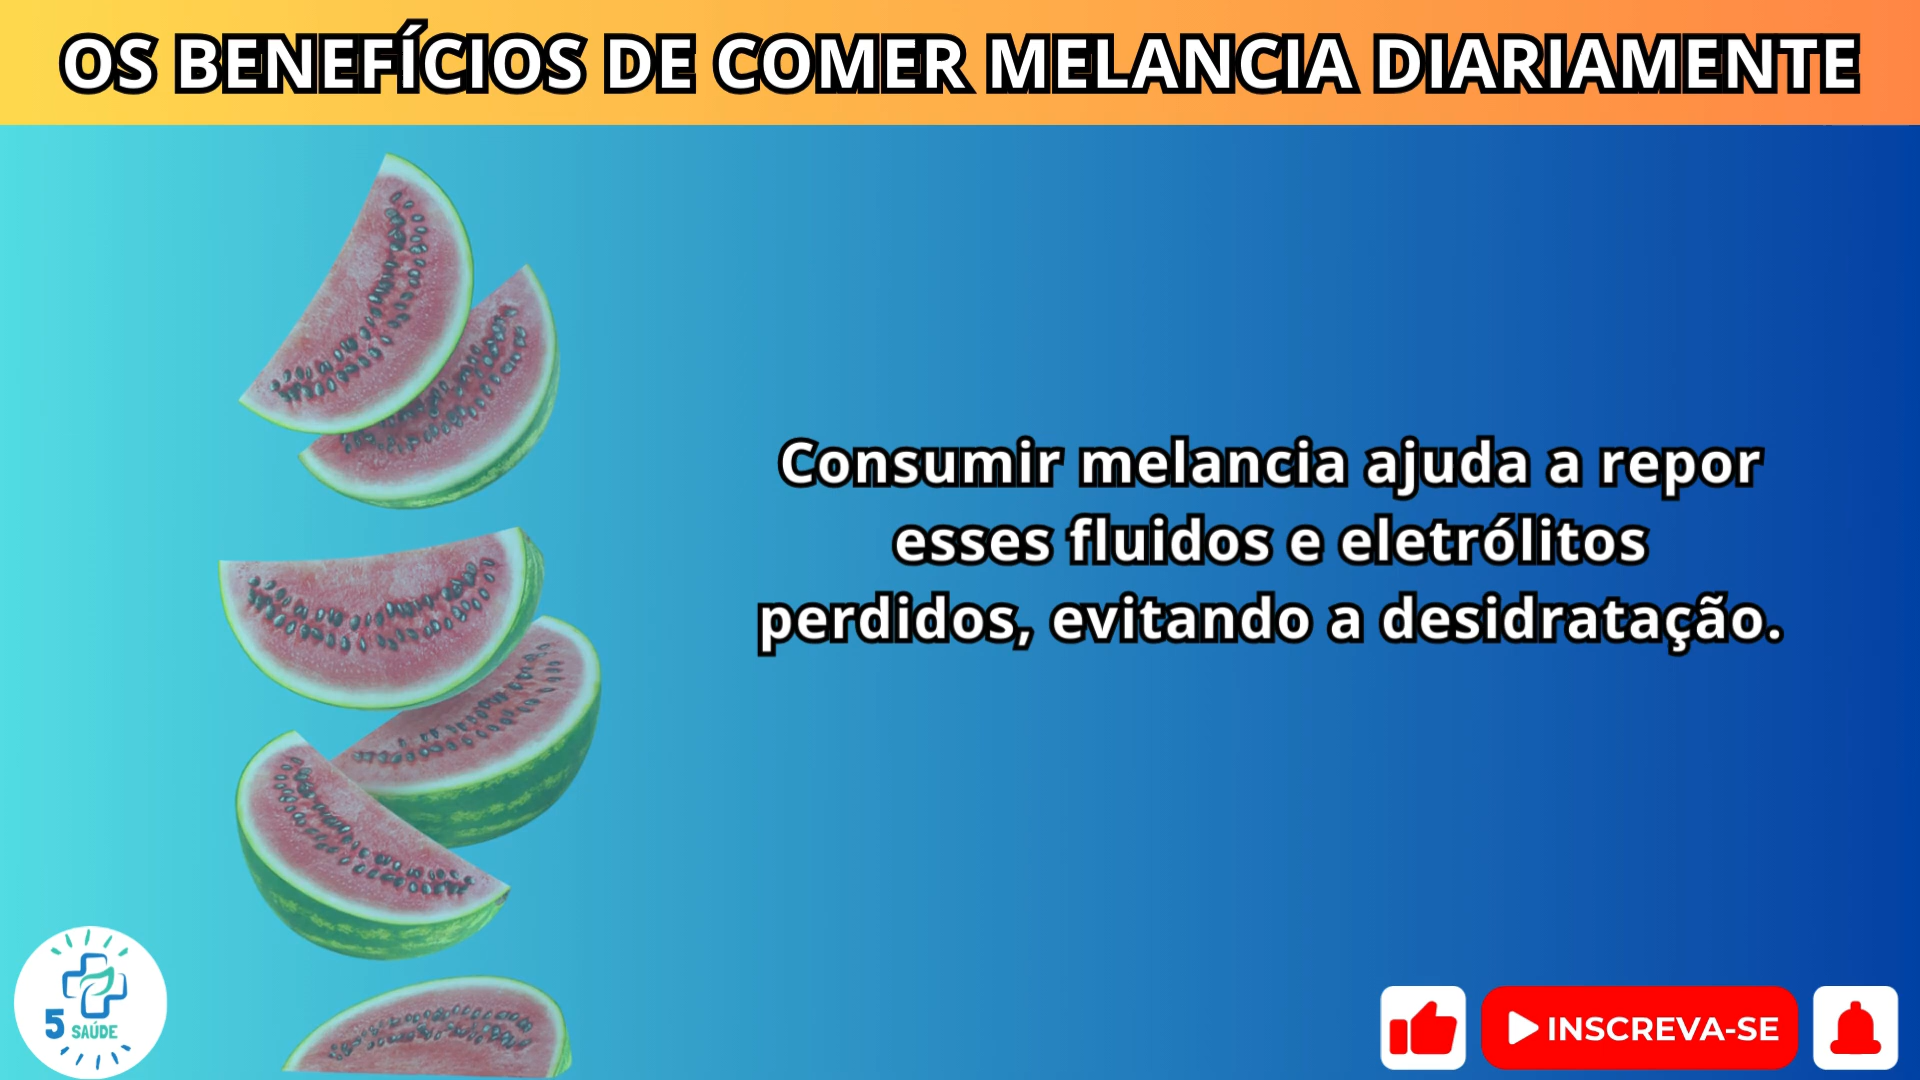 OS BENEFÍCIOS DE COMER MELANCIA DIARIAMENTE
Consumir melancia ajuda a repor
esses fluidos e eletrólitos
perdidos, evitando a desidratação.
5 SAÚDE
INSCREVA-SE